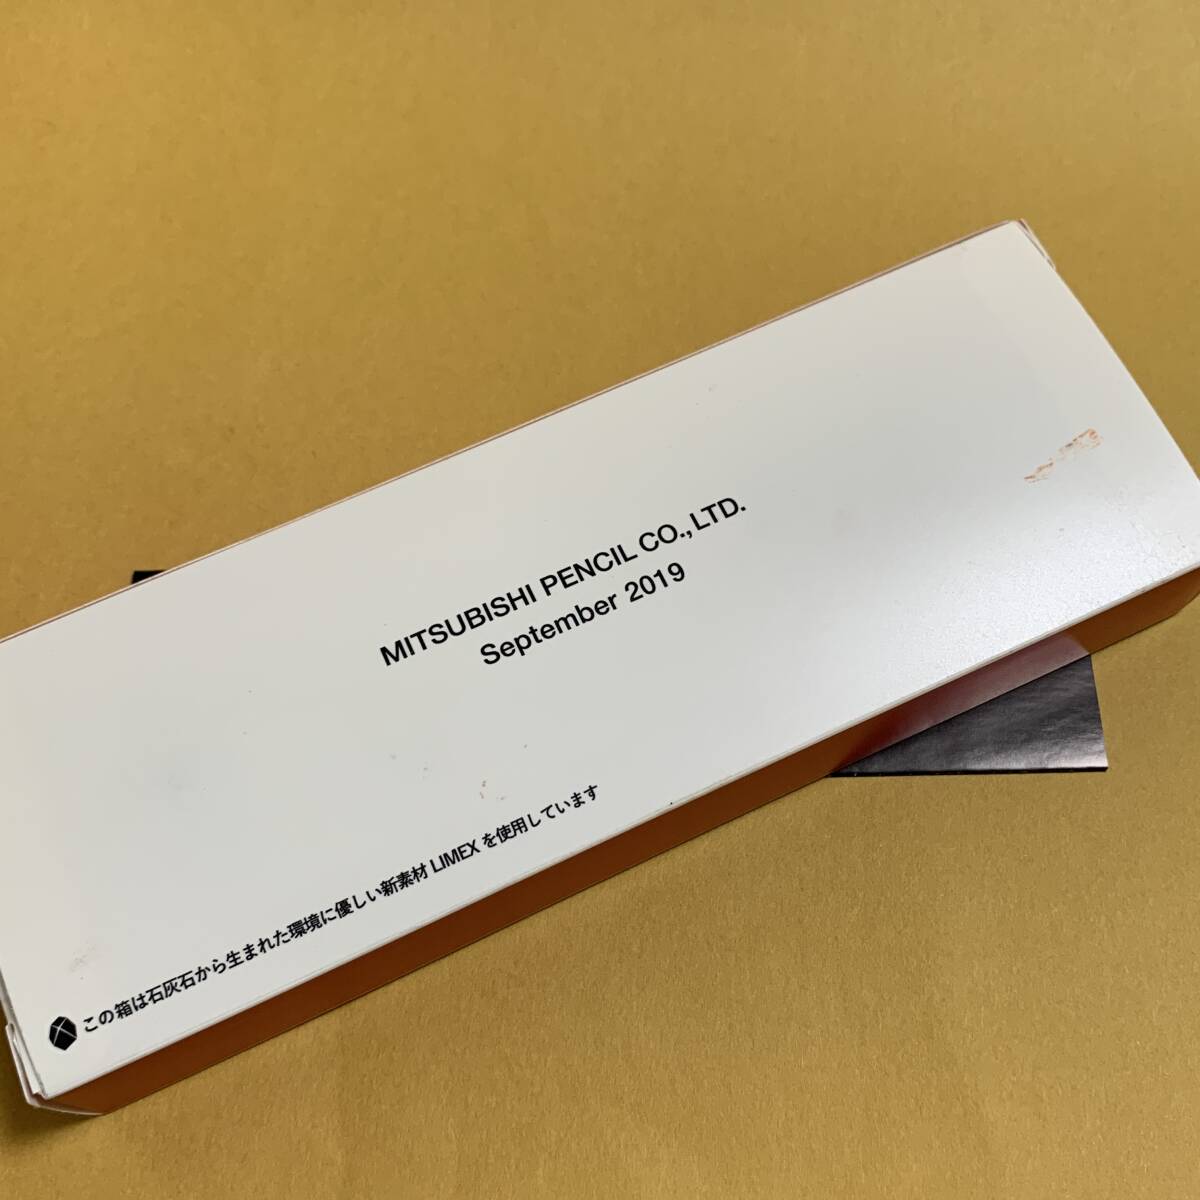 MITSUBISHI PENCIL CO.,LTD.
September 2019
この箱は石灰石から生まれた環境に優しい新素材 LIMEX を使用しています